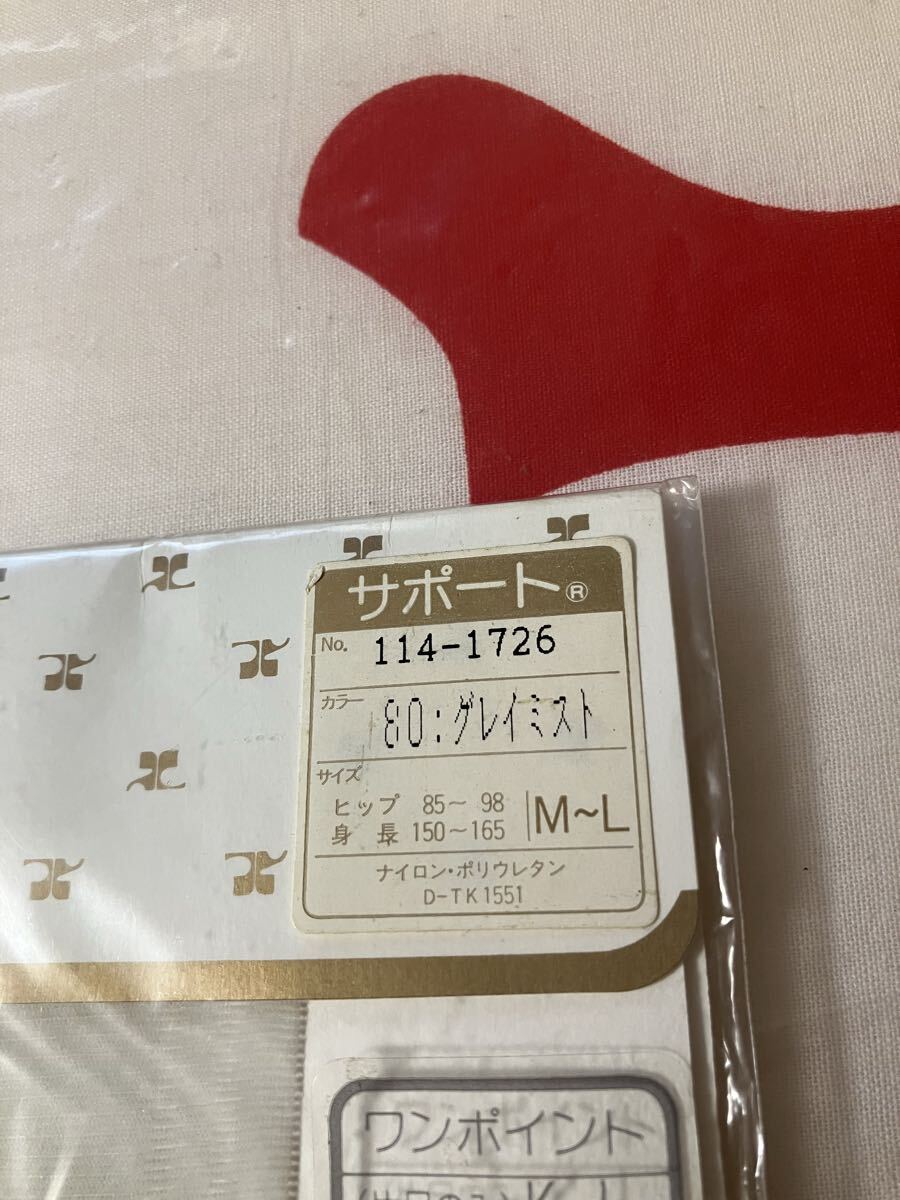 サポート®
No. 114-1726
カラー 80:グレイミスト
サイズ
ヒップ 85~ 98
身長 150~165
M~L
ナイロン・ポリウレタン
D-TK1551
ワンポイント